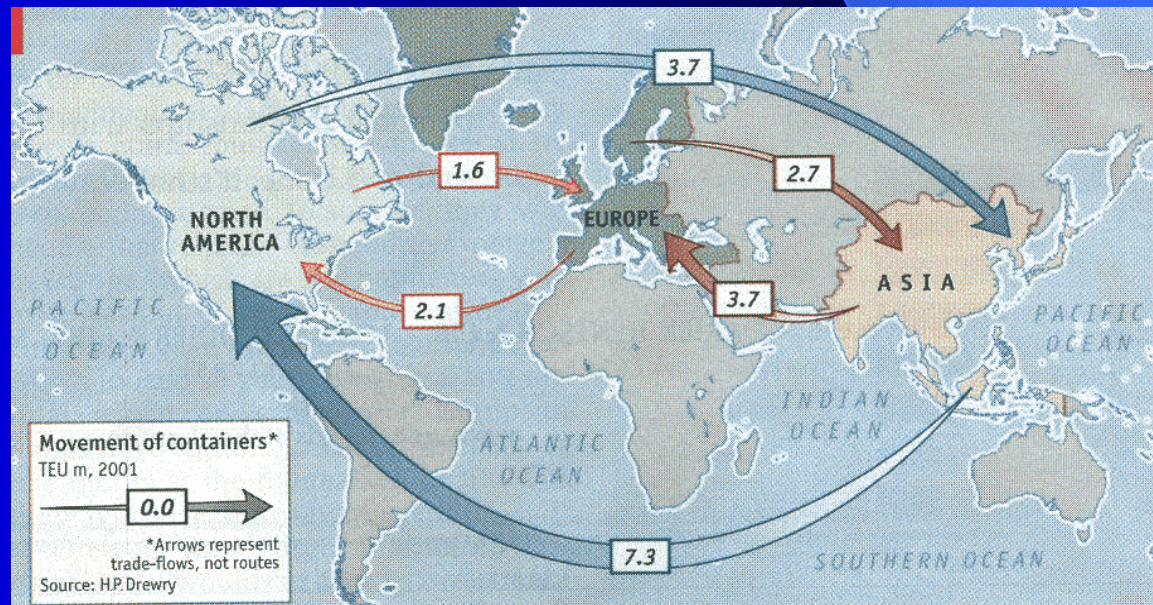 3.7
1.6
2.7
NORTH
AMERICA
EUROPE
ASIA
2.1
3.7
PACIFIC
OCEAN
PACIFIC
OCEAN
INDIAN
OCEAN
ATLANTIC
OCEAN
7.3
SOUTHERN OCEAN
Movement of containers*
TEU m, 2001
0.0
*Arrows represent
trade-flows, not routes
Source: H.P. Drewry